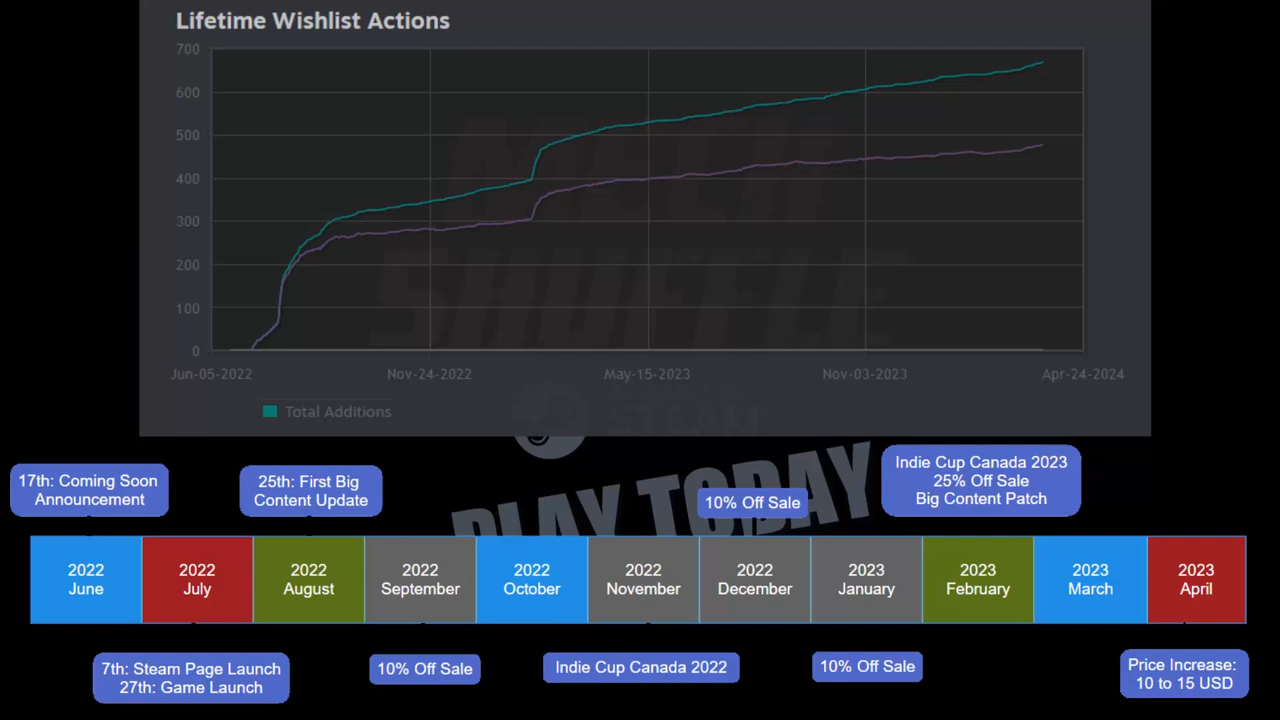 Lifetime Wishlist Actions
700
600
500
400
300
200
100
0
Jun-05-2022
Nov-24-2022
May-15-2023
Nov-03-2023
Apr-24-2024
Total Additions
MECH
SHUFFLE
STEAM
PLAY TODAY
17th: Coming Soon
Announcement
25th: First Big
Content Update
10% Off Sale
Indie Cup Canada 2023
25% Off Sale
Big Content Patch
2022
June
2022
July
2022
August
2022
September
2022
October
2022
November
2022
December
2023
January
2023
February
2023
March
2023
April
7th: Steam Page Launch
27th: Game Launch
10% Off Sale
Indie Cup Canada 2022
10% Off Sale
Price Increase:
10 to 15 USD